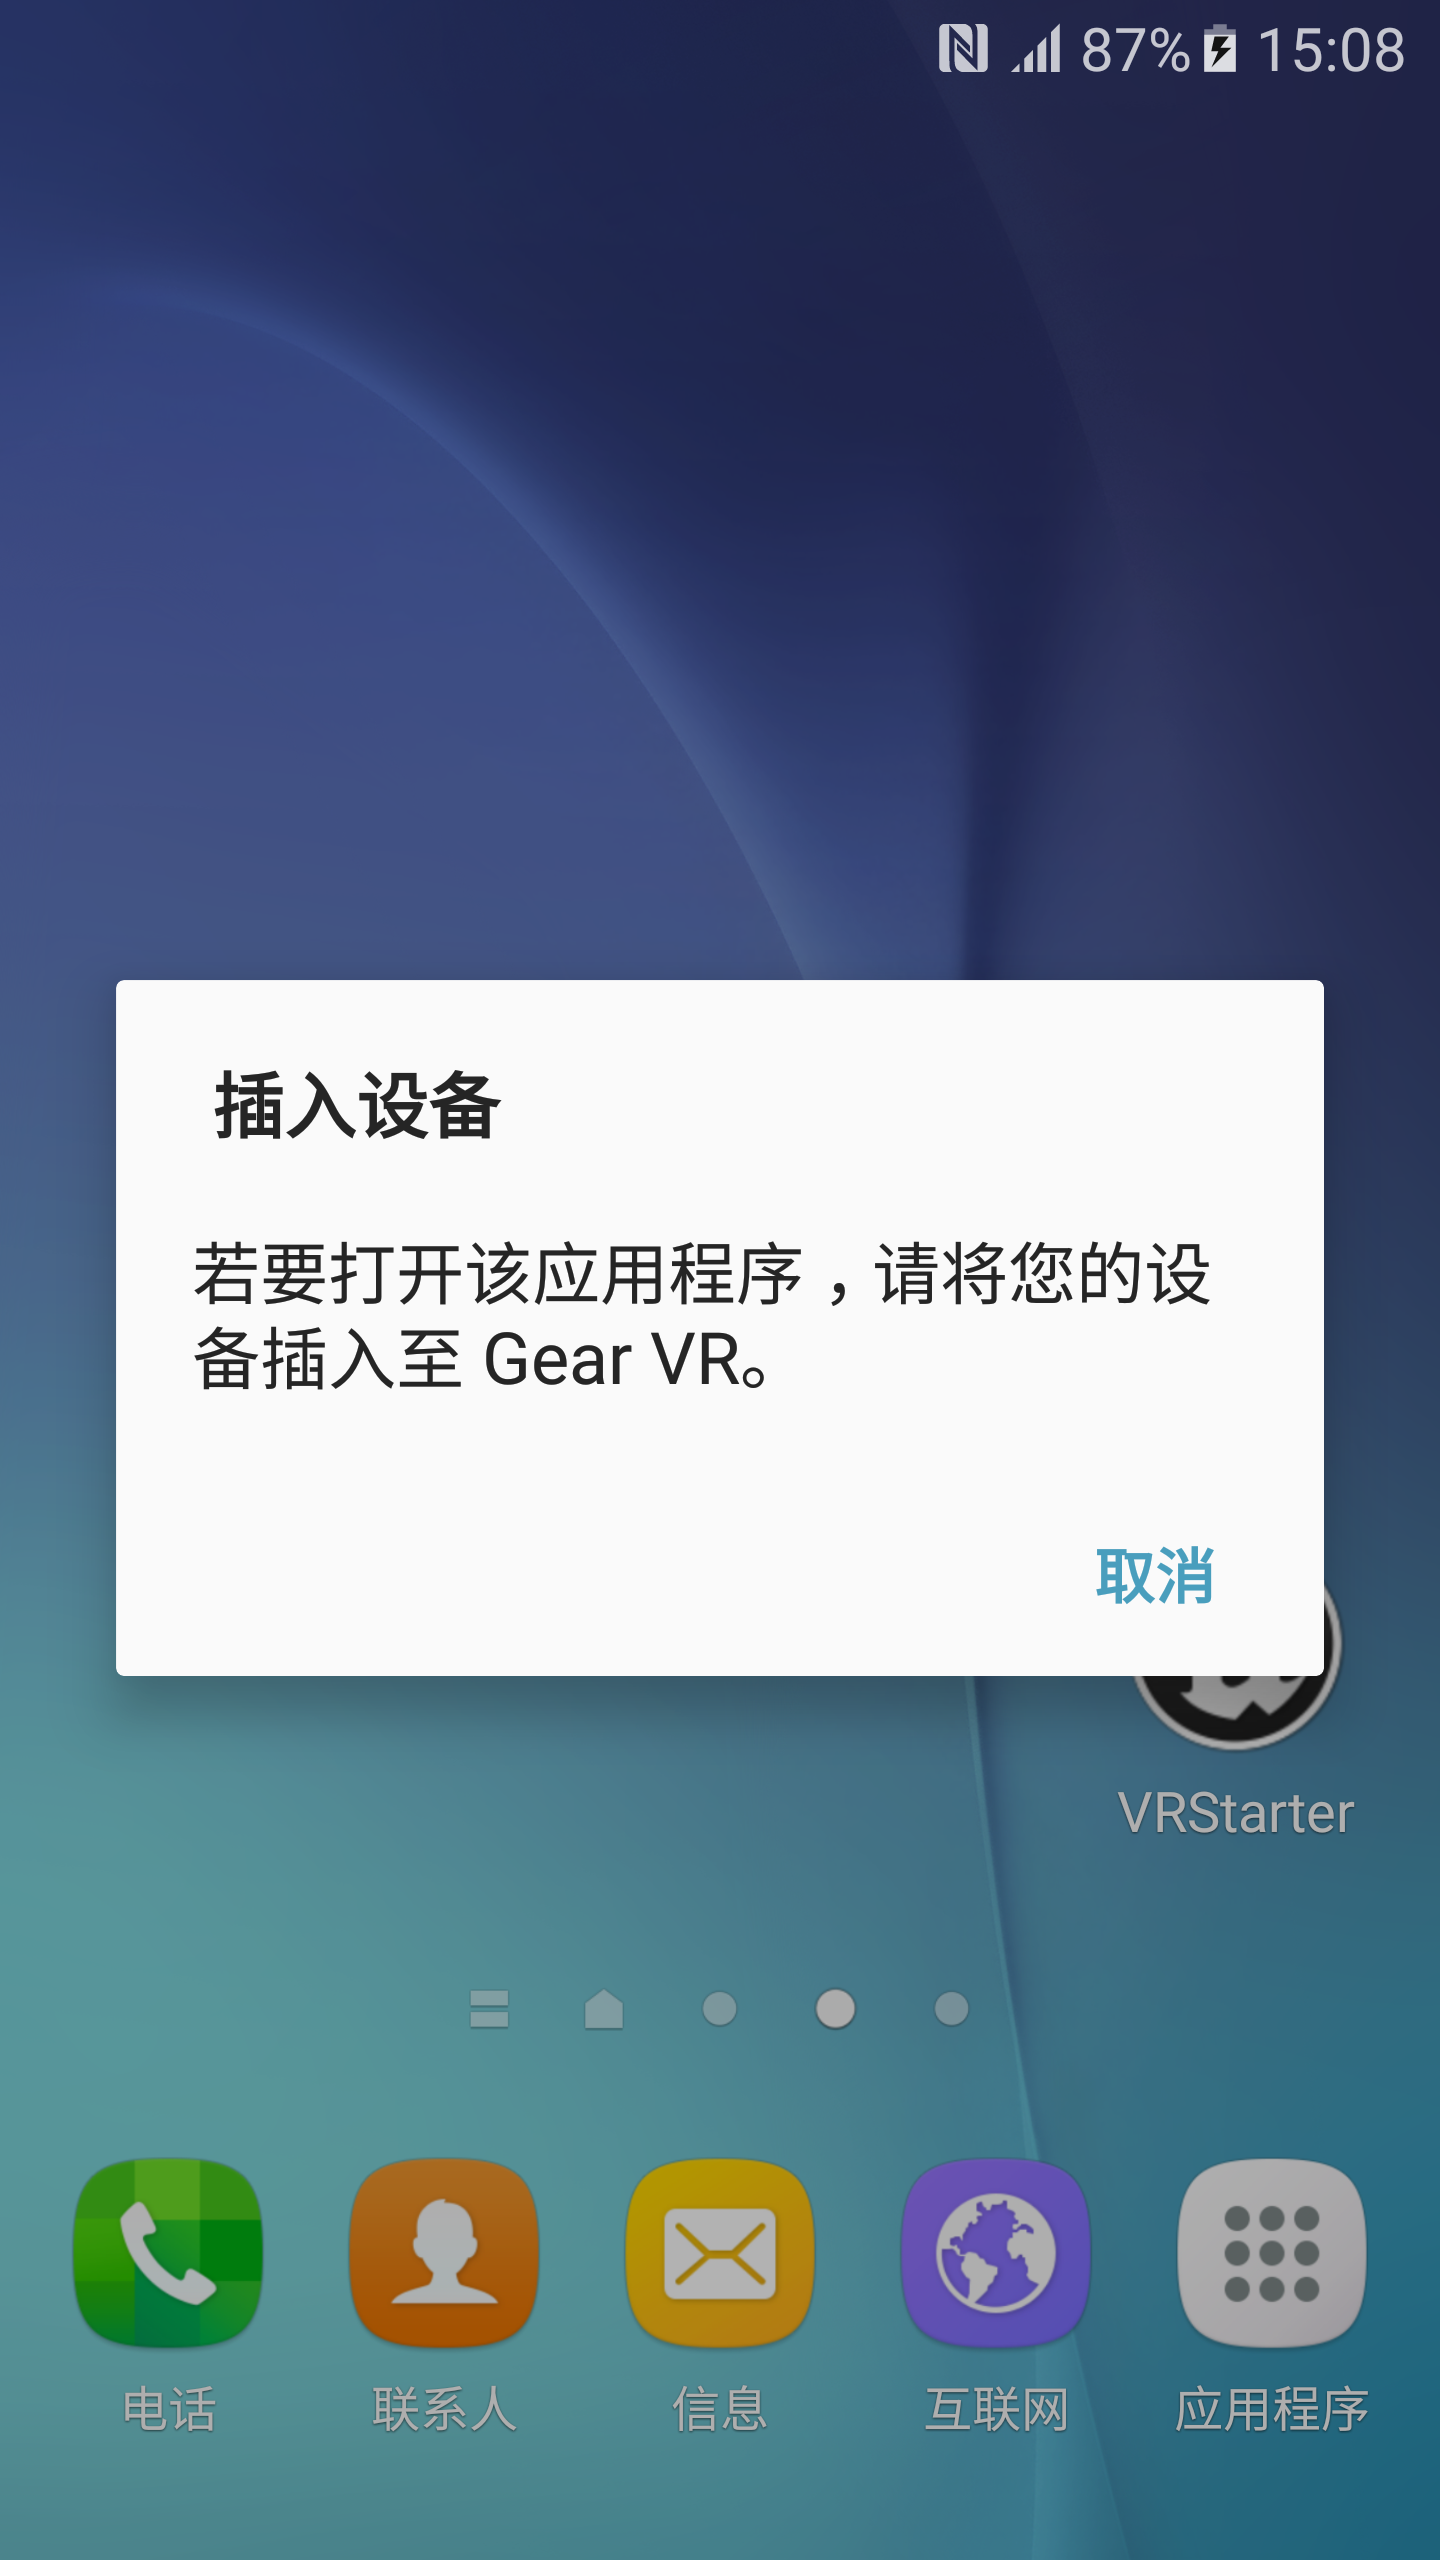 87% 15:08
插入设备
若要打开该应用程序，请将您的设
备插入至 Gear VR。
取消
VRStarter
电话 联系人 信息 互联网 应用程序